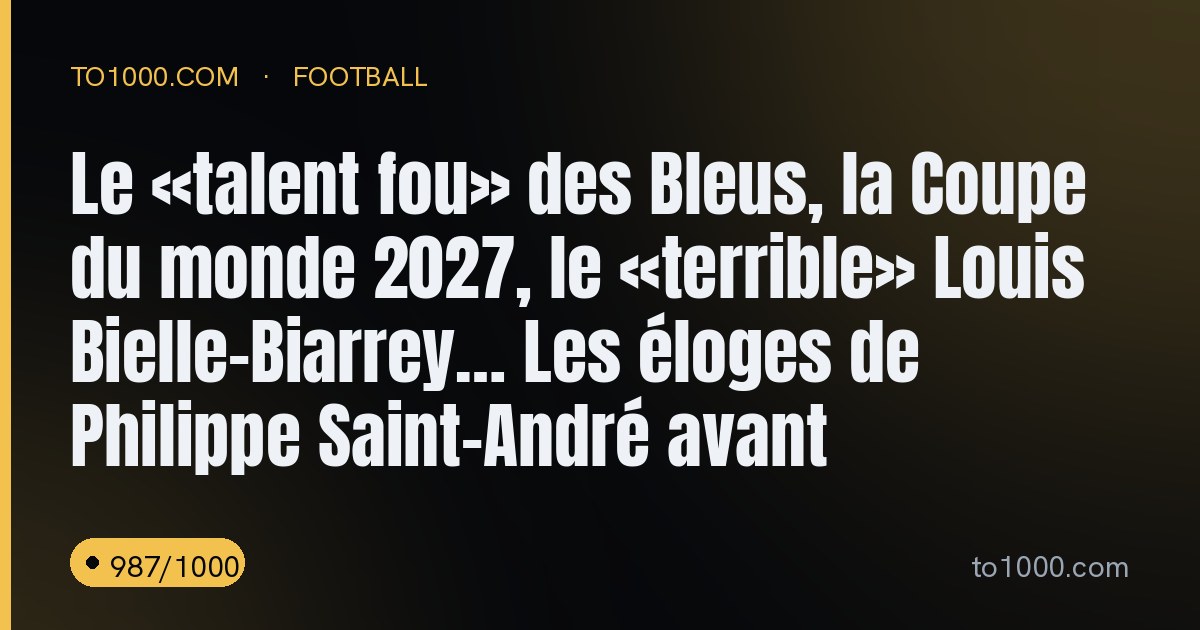 TO1000.COM · FOOTBALL
Le «talent fou» des Bleus, la Coupe
du monde 2027, le «terrible» Louis
Bielle-Biarrey… Les éloges de
Philippe Saint-André avant
987/1000
to1000.com